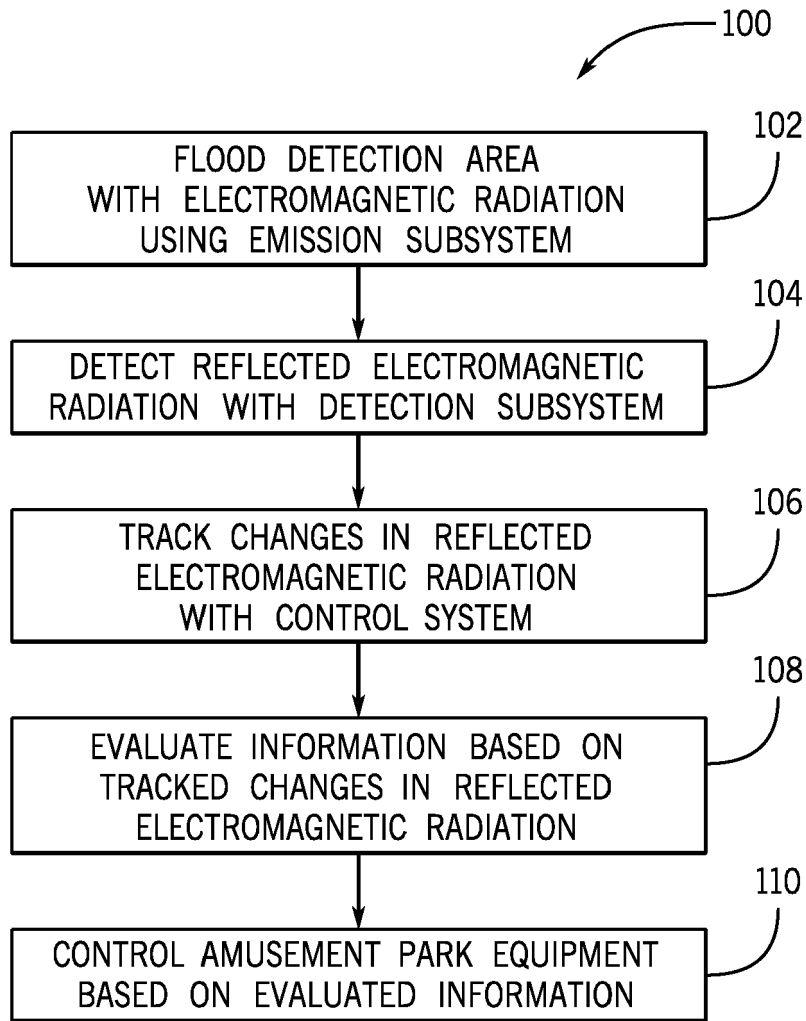 100
102
FLOOD DETECTION AREA
WITH ELECTROMAGNETIC RADIATION
USING EMISSION SUBSYSTEM
104
DETECT REFLECTED ELECTROMAGNETIC
RADIATION WITH DETECTION SUBSYSTEM
106
TRACK CHANGES IN REFLECTED
ELECTROMAGNETIC RADIATION
WITH CONTROL SYSTEM
108
EVALUATE INFORMATION BASED ON
TRACKED CHANGES IN REFLECTED
ELECTROMAGNETIC RADIATION
110
CONTROL AMUSEMENT PARK EQUIPMENT
BASED ON EVALUATED INFORMATION